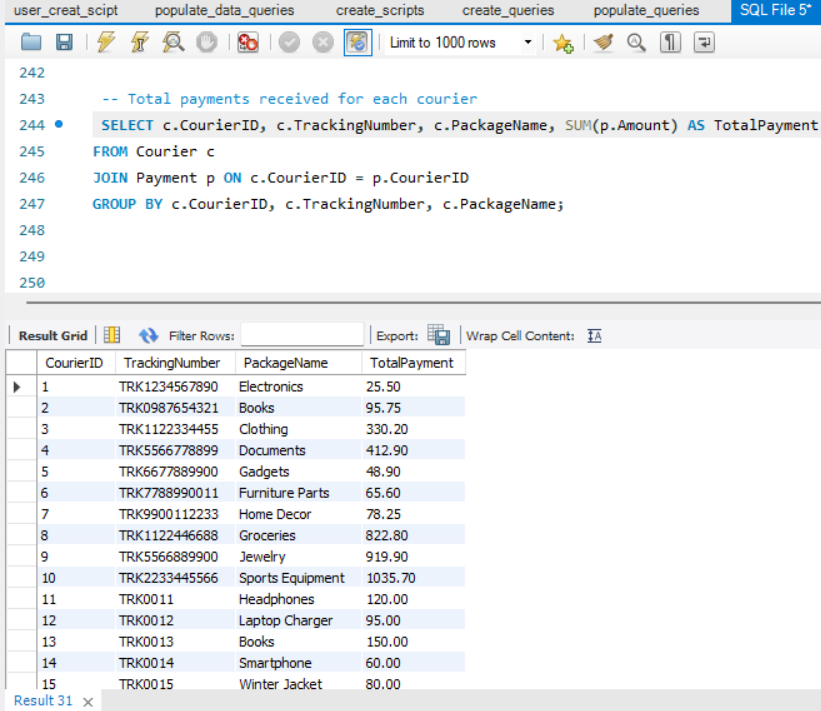 user_creat_scipt populate_data_queries create_scripts create_queries populate_queries SQL File 5*
Limit to 1000 rows
242
243 -- Total payments received for each courier
244 SELECT c.CourierID, c.TrackingNumber, c.PackageName, SUM(p.Amount) AS TotalPayment
245 FROM Courier c
246 JOIN Payment p ON c.CourierID = p.CourierID
247 GROUP BY c.CourierID, c.TrackingNumber, c.PackageName;
248
249
250
Result Grid Filter Rows: Export: Wrap Cell Content: IA
CourierID TrackingNumber PackageName TotalPayment
1 TRK1234567890 Electronics 25.50
2 TRK0987654321 Books 95.75
3 TRK1122334455 Clothing 330.20
4 TRK5566778899 Documents 412.90
5 TRK6677889900 Gadgets 48.90
6 TRK7788990011 Furniture Parts 65.60
7 TRK9900112233 Home Decor 78.25
8 TRK1122446688 Groceries 822.80
9 TRK5566889900 Jewelry 919.90
10 TRK2233445566 Sports Equipment 1035.70
11 TRK0011 Headphones 120.00
12 TRK0012 Laptop Charger 95.00
13 TRK0013 Books 150.00
14 TRK0014 Smartphone 60.00
15 TRK0015 Winter Jacket 80.00
Result 31 ×